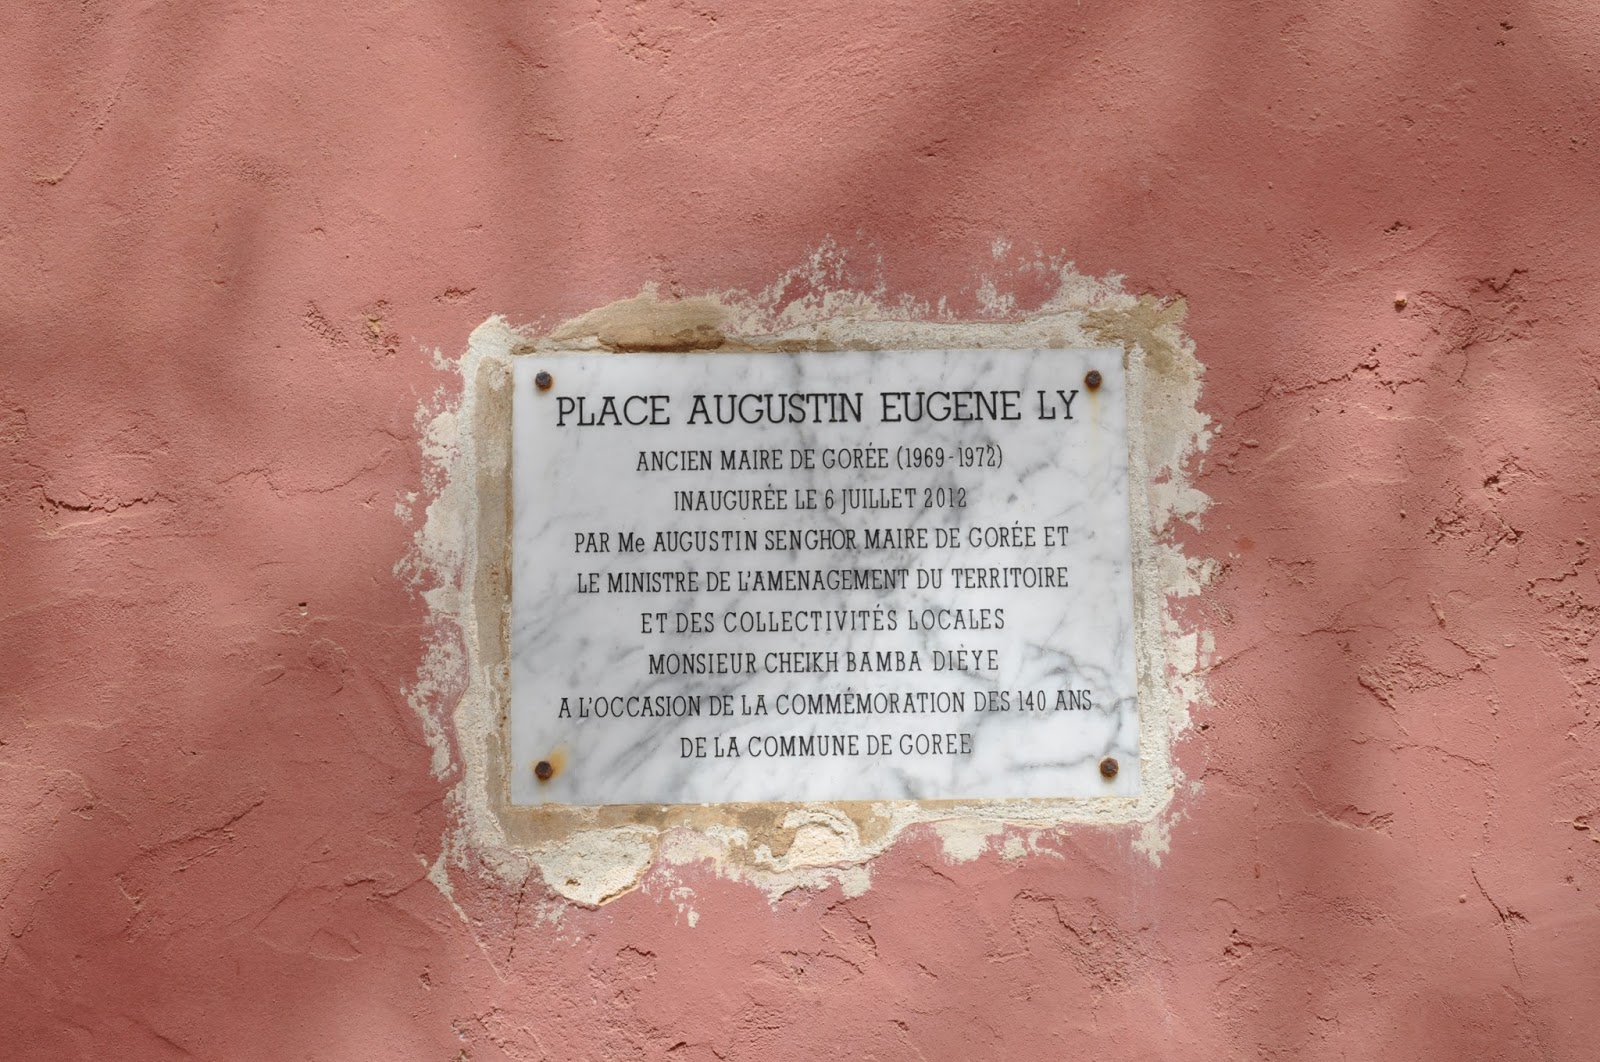 PLACE AUGUSTIN EUGENE LY
ANCIEN MAIRE DE GORÉE (1969-1972)
INAUGURÉE LE 6 JUILLET 2012
PAR Me AUGUSTIN SENGHOR MAIRE DE GORÉE ET
LE MINISTRE DE L'AMENAGEMENT DU TERRITOIRE
ET DES COLLECTIVITÉS LOCALES
MONSIEUR CHEIKH BAMBA DIÈYE
A L'OCCASION DE LA COMMÉMORATION DES 140 ANS
DE LA COMMUNE DE GOREE